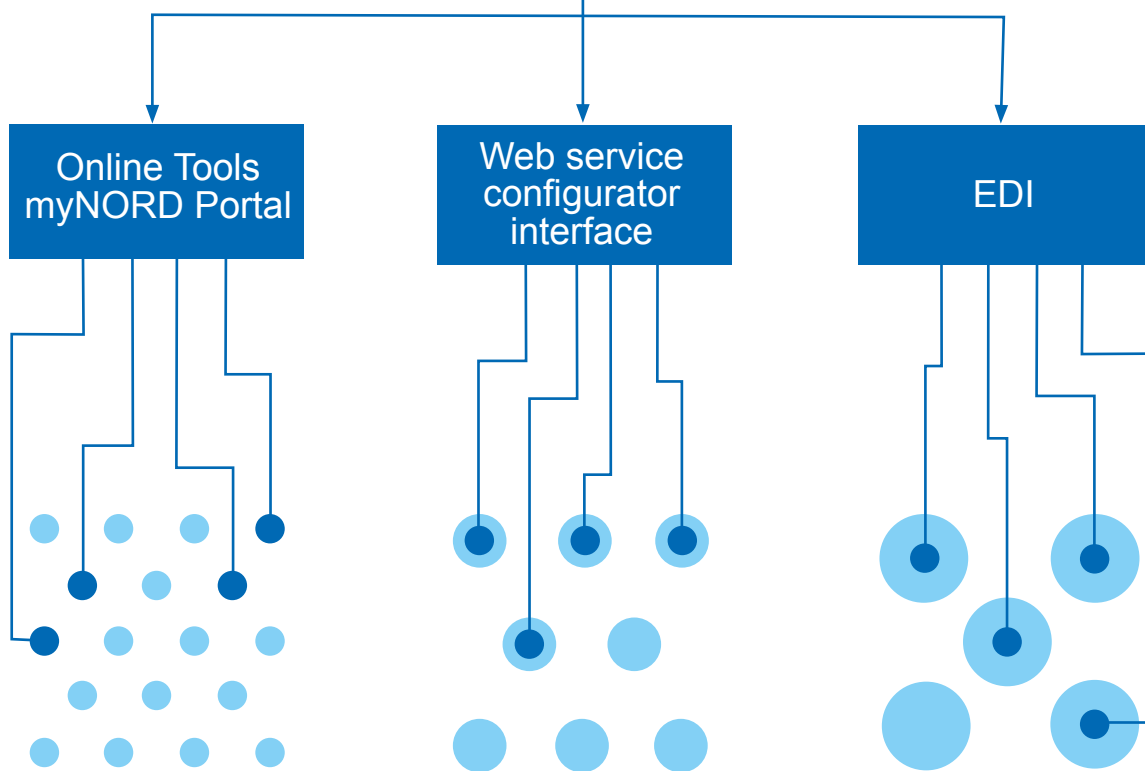 Online Tools
myNORD Portal
Web service
configurator
interface
EDI